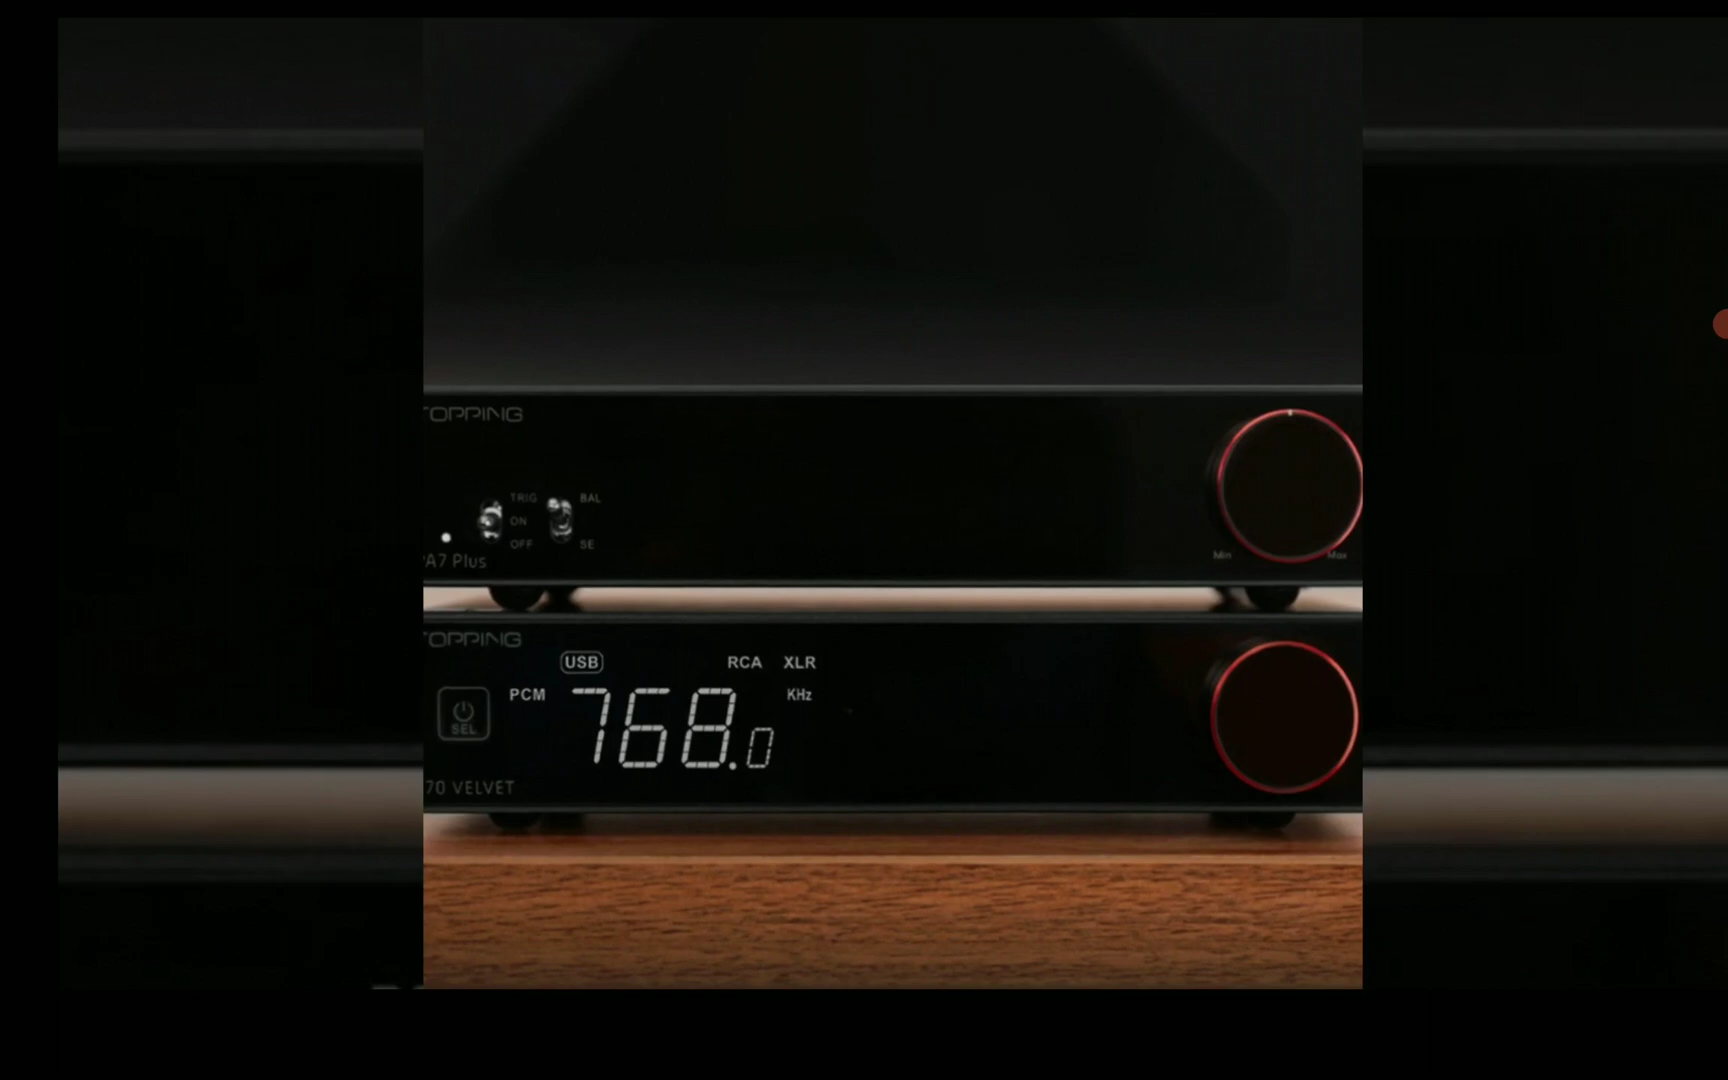 TOPPING
TRIG BAL
ON
OFF SE
PA7 Plus
Min Max
TOPPING
USB RCA XLR
PCM 768.0 KHz
SEL
70 VELVET